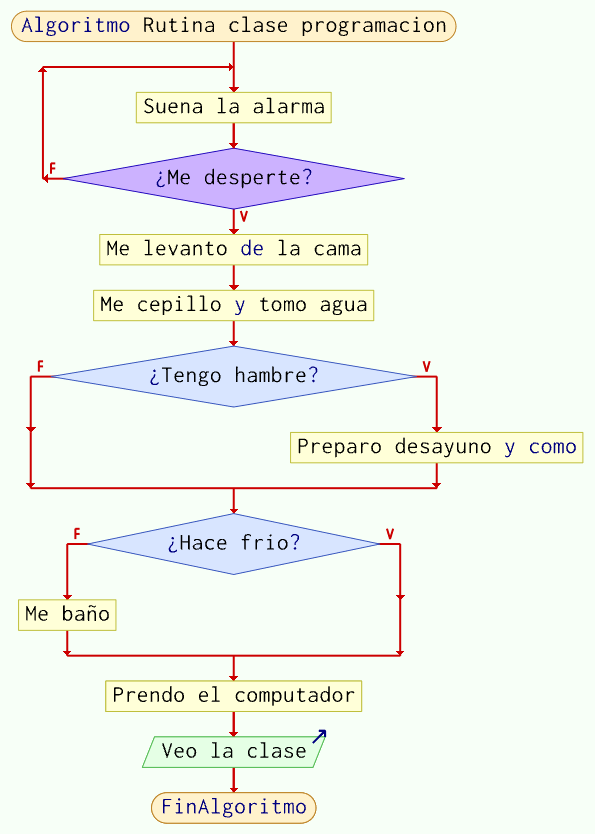 Algoritmo Rutina clase programacion
Suena la alarma
F
¿Me desperte?
V
Me levanto de la cama
Me cepillo y tomo agua
F
V
¿Tengo hambre?
Preparo desayuno y como
F
V
¿Hace frio?
Me baño
Prendo el computador
Veo la clase
FinAlgoritmo